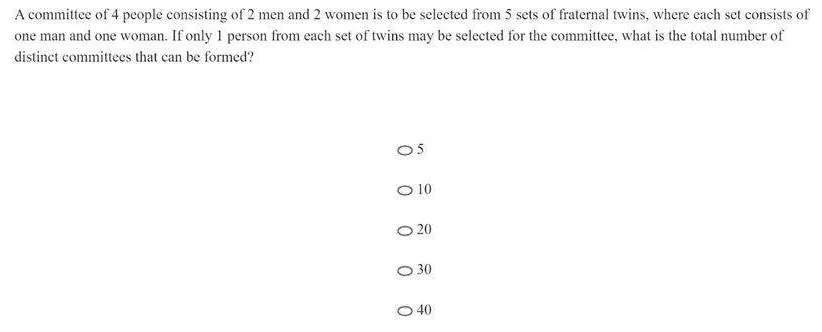 A committee of 4 people consisting of 2 men and 2 women is to be selected from 5 sets of fraternal twins, where each set consists of
one man and one woman. If only 1 person from each set of twins may be selected for the committee, what is the total number of
distinct committees that can be formed?
5
10
20
30
40